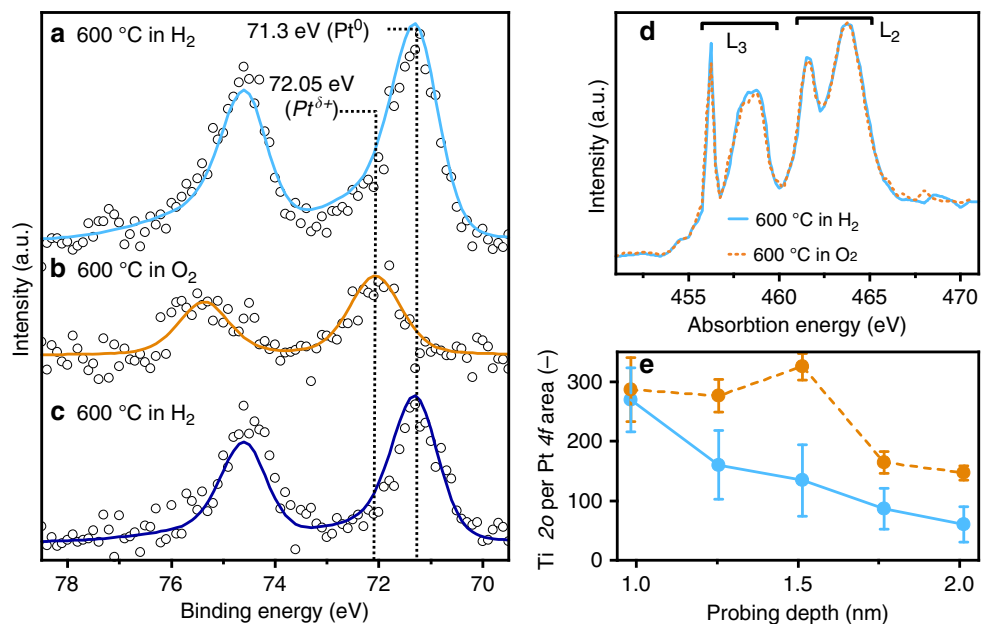 a 600 °C in H₂
71.3 eV (Pt⁰)
72.05 eV
(Pt^δ+)
b 600 °C in O₂
c 600 °C in H₂
Intensity (a.u.)
78 76 74 72 70
Binding energy (eV)
d
L₃
L₂
Intensity (a.u.)
600 °C in H₂
600 °C in O₂
455 460 465 470
Absorbtion energy (eV)
e
Ti 2o per Pt 4f area (–)
300
200
100
0
1.0 1.5 2.0
Probing depth (nm)